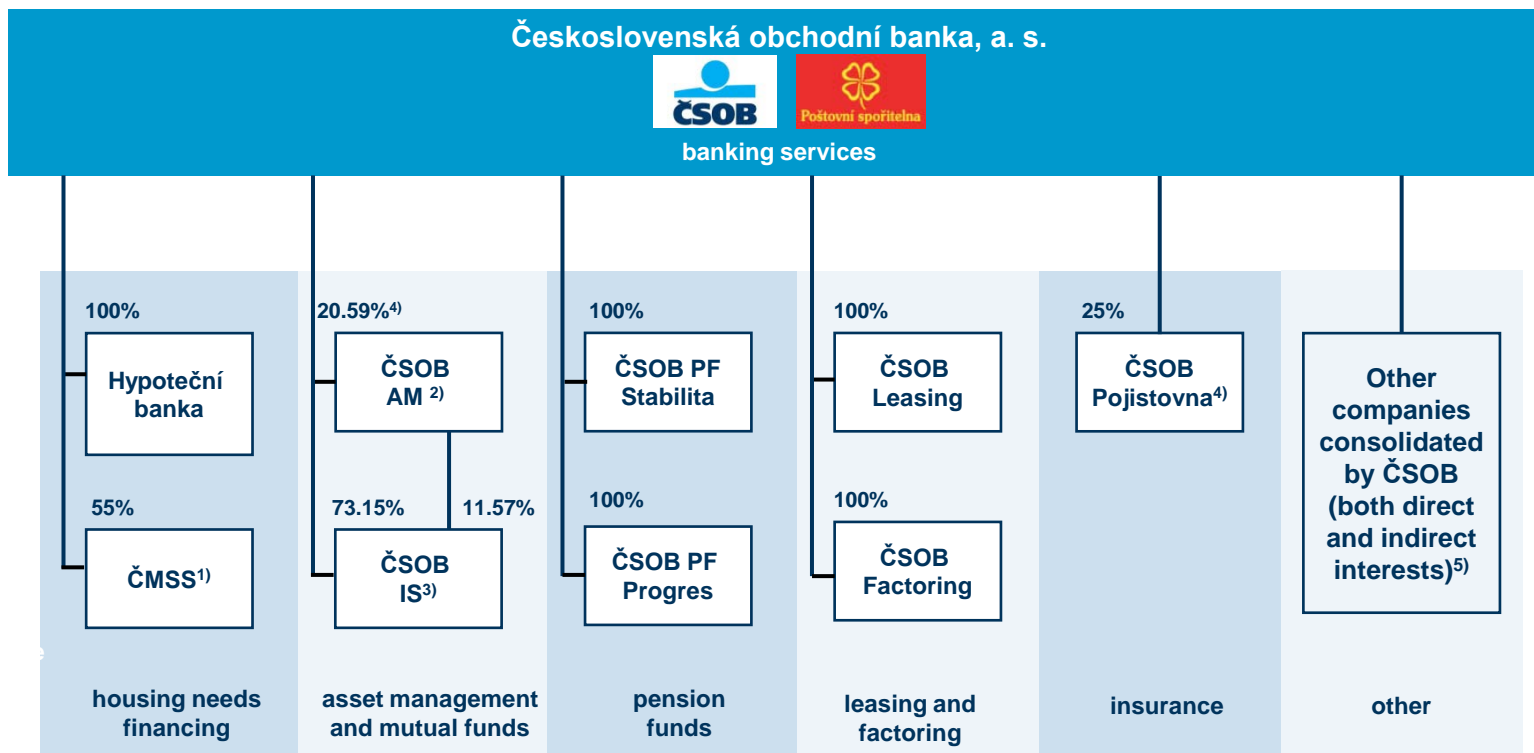 Československá obchodní banka, a. s.
ČSOB
Poštovní spořitelna
banking services
100%
Hypoteční
banka
55%
ČMSS1)
housing needs
financing
20.59%4)
ČSOB
AM 2)
73.15%
11.57%
ČSOB
IS3)
asset management
and mutual funds
100%
ČSOB PF
Stabilita
100%
ČSOB PF
Progres
pension
funds
100%
ČSOB
Leasing
100%
ČSOB
Factoring
leasing and
factoring
25%
ČSOB
Pojistovna4)
insurance
Other
companies
consolidated
by ČSOB
(both direct
and indirect
interests)5)
other